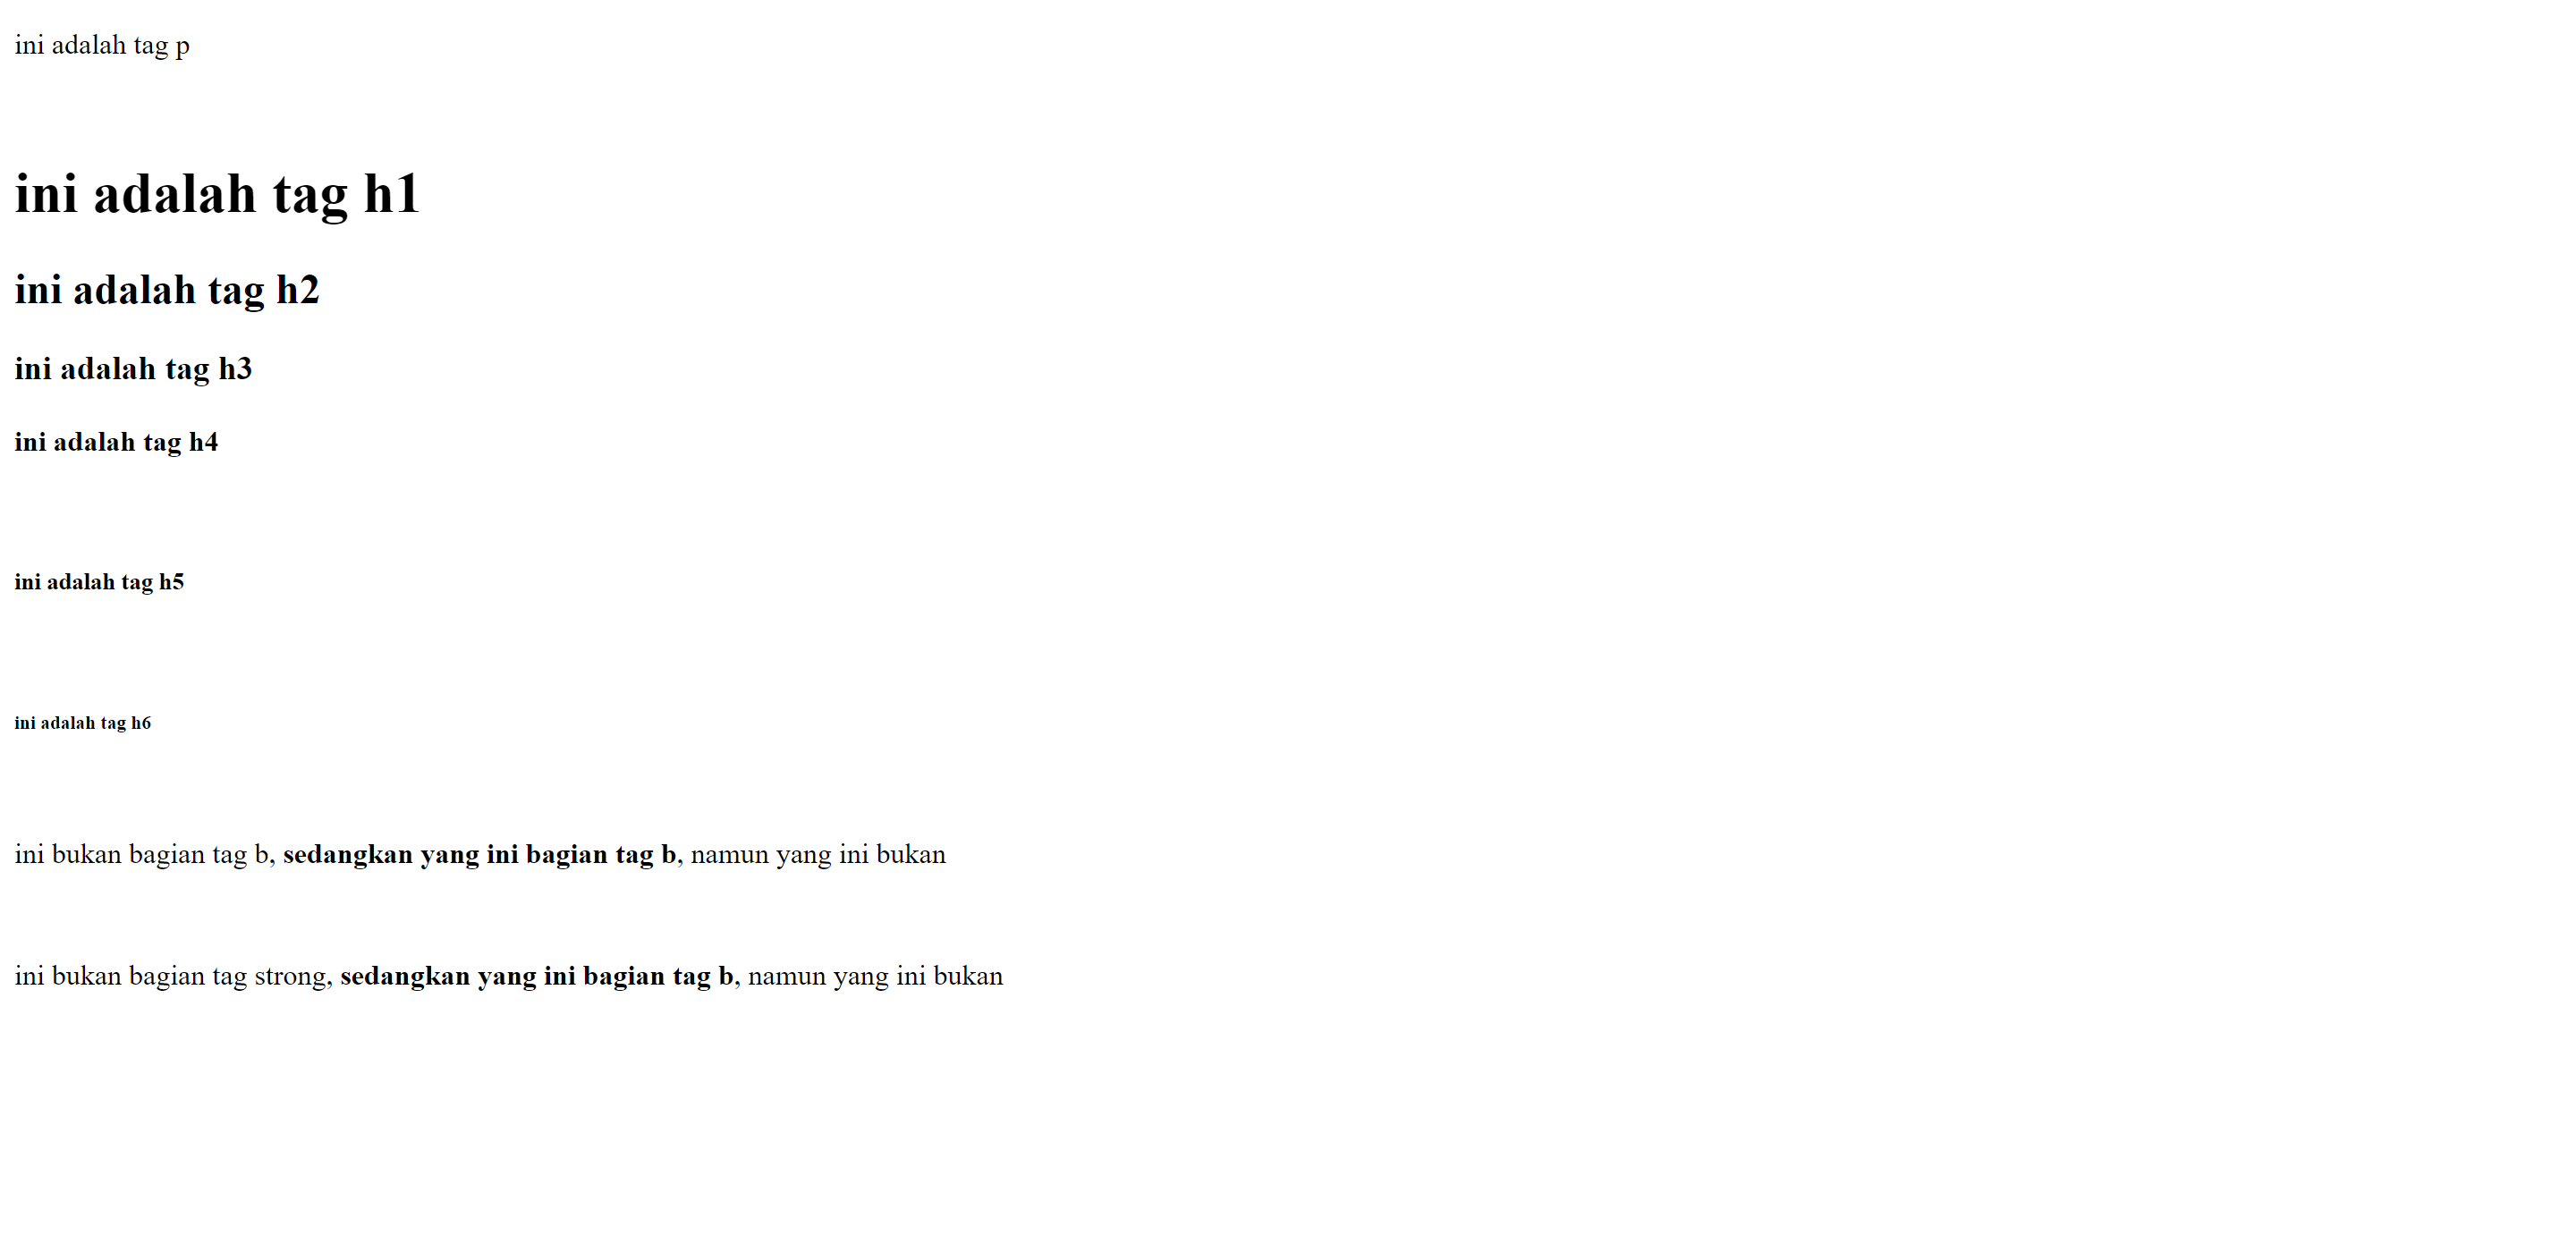 ini adalah tag p
ini adalah tag h1
ini adalah tag h2
ini adalah tag h3
ini adalah tag h4
ini adalah tag h5
ini adalah tag h6
ini bukan bagian tag b, sedangkan yang ini bagian tag b, namun yang ini bukan
ini bukan bagian tag strong, sedangkan yang ini bagian tag b, namun yang ini bukan